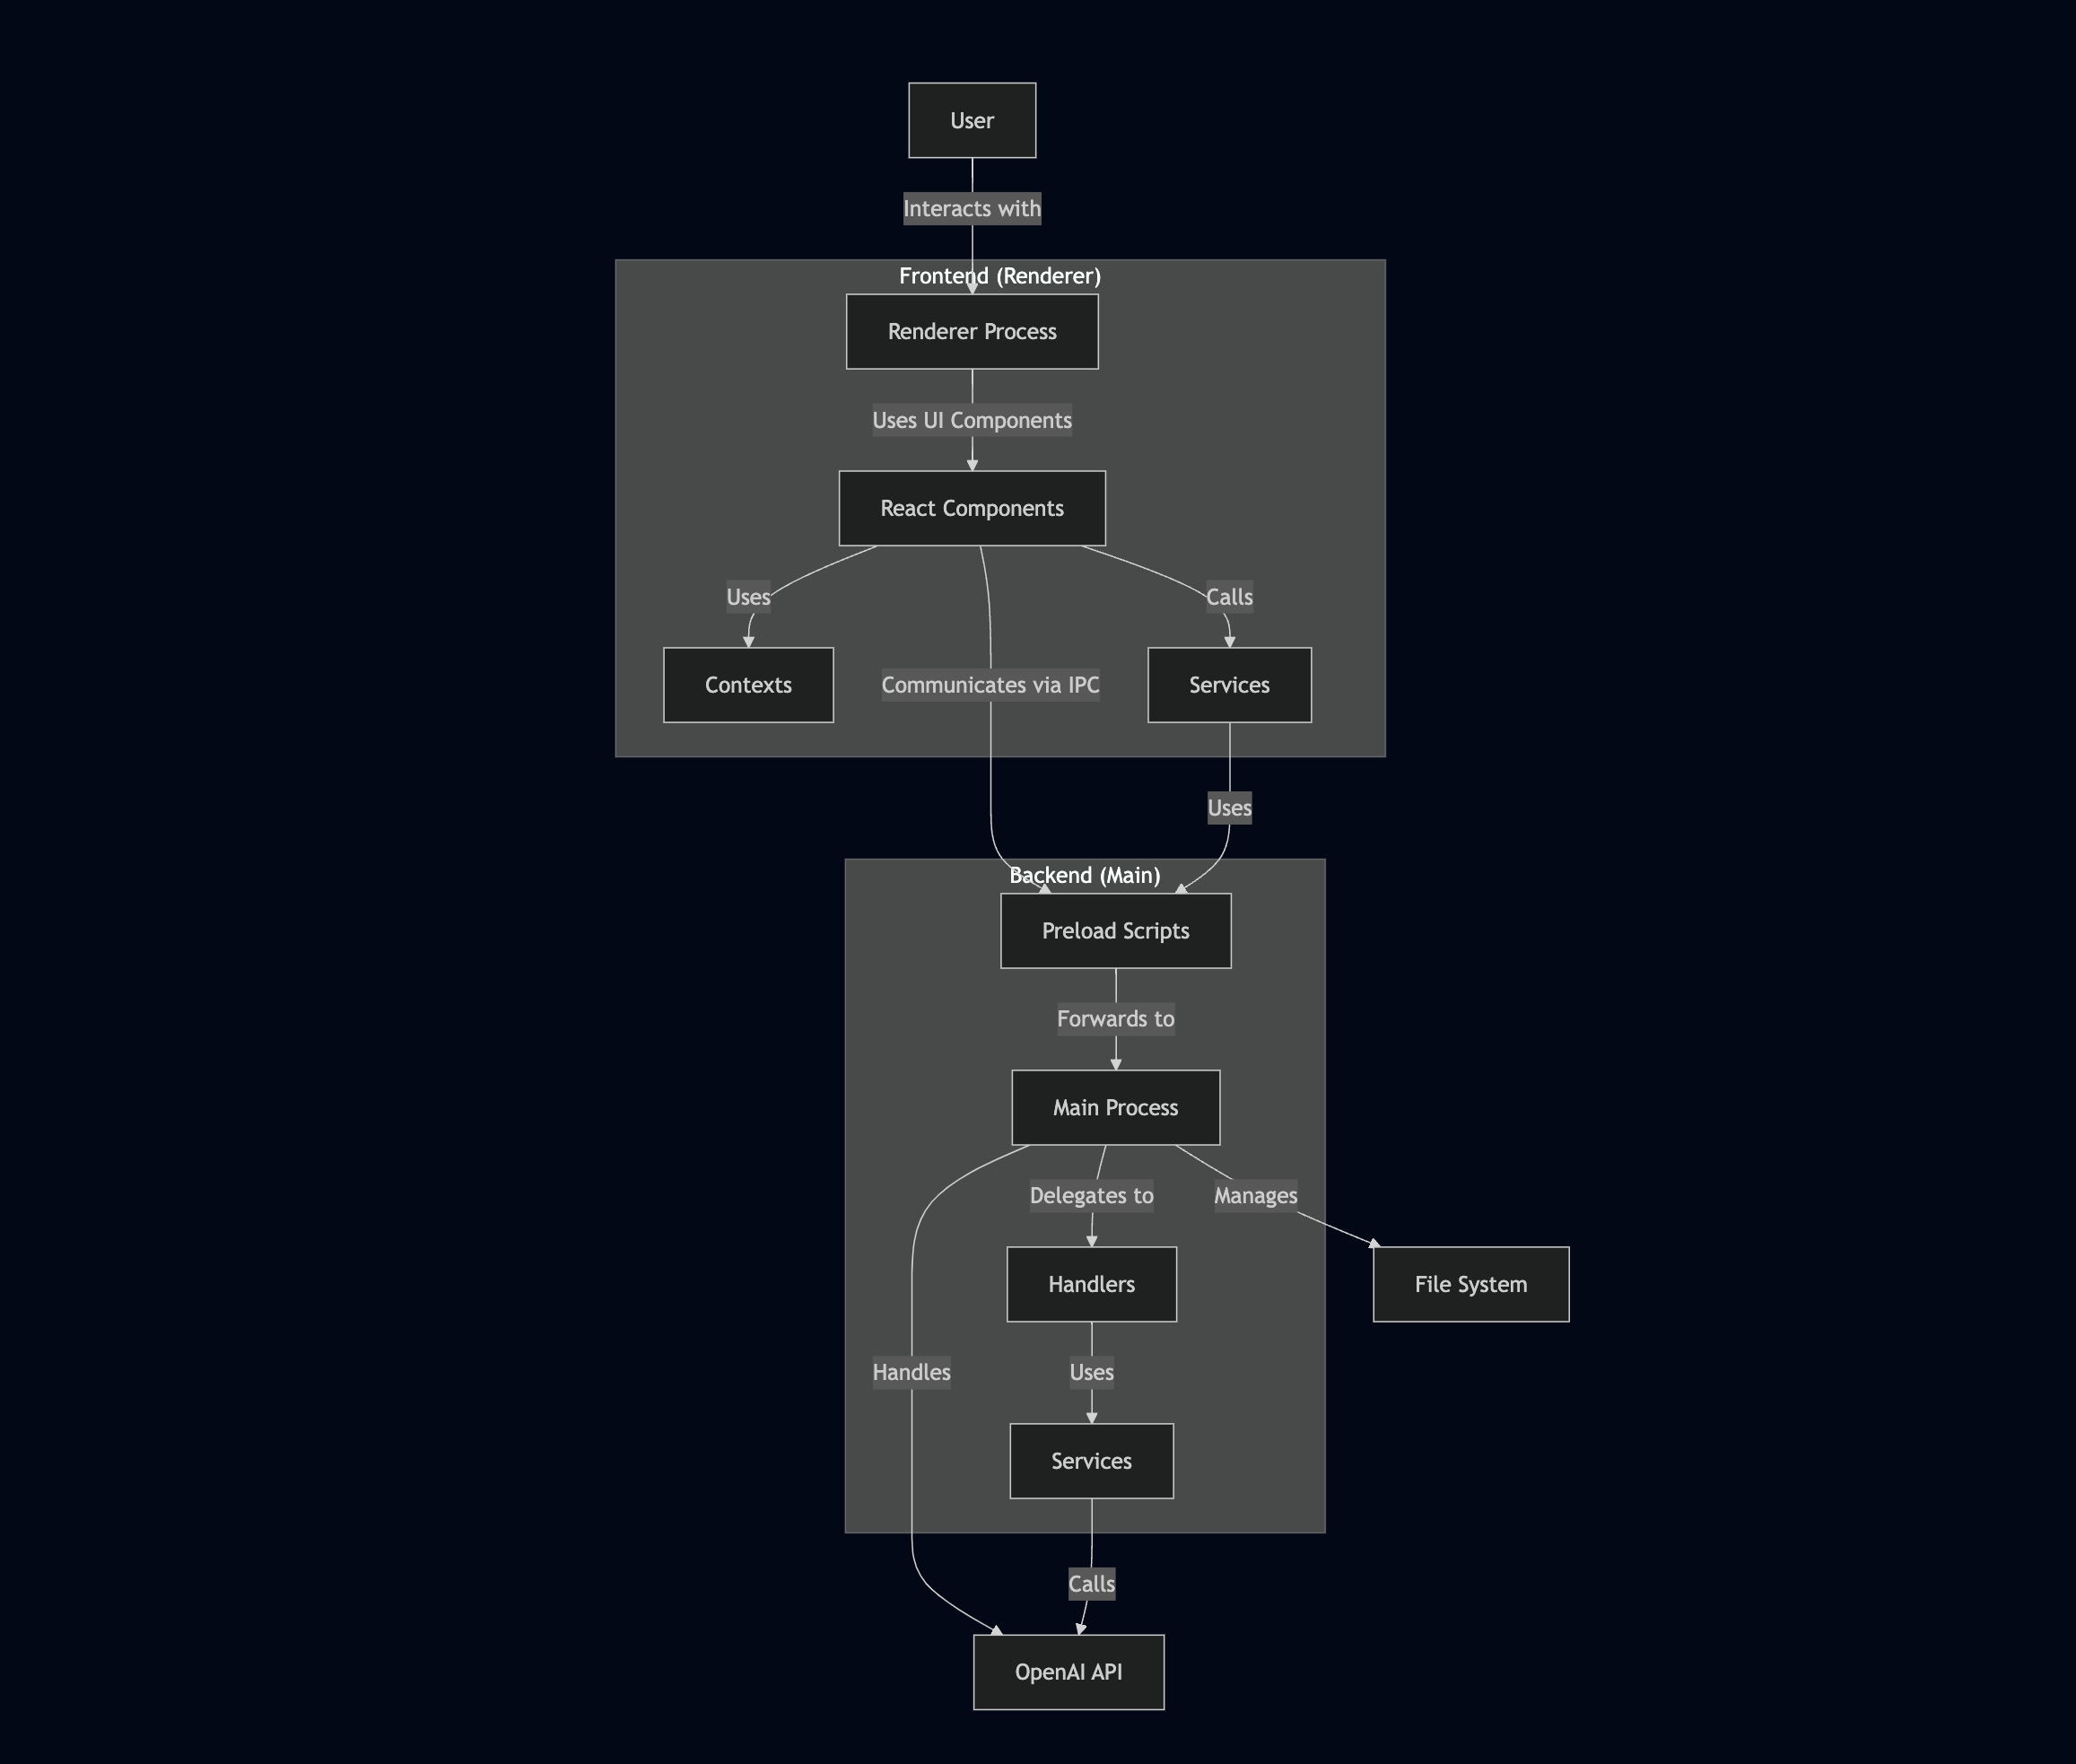 User
Interacts with
Frontend (Renderer)
Renderer Process
Uses UI Components
React Components
Uses
Calls
Contexts
Communicates via IPC
Services
Uses
Backend (Main)
Preload Scripts
Forwards to
Main Process
Delegates to
Manages
Handlers
File System
Handles
Uses
Services
Calls
OpenAI API